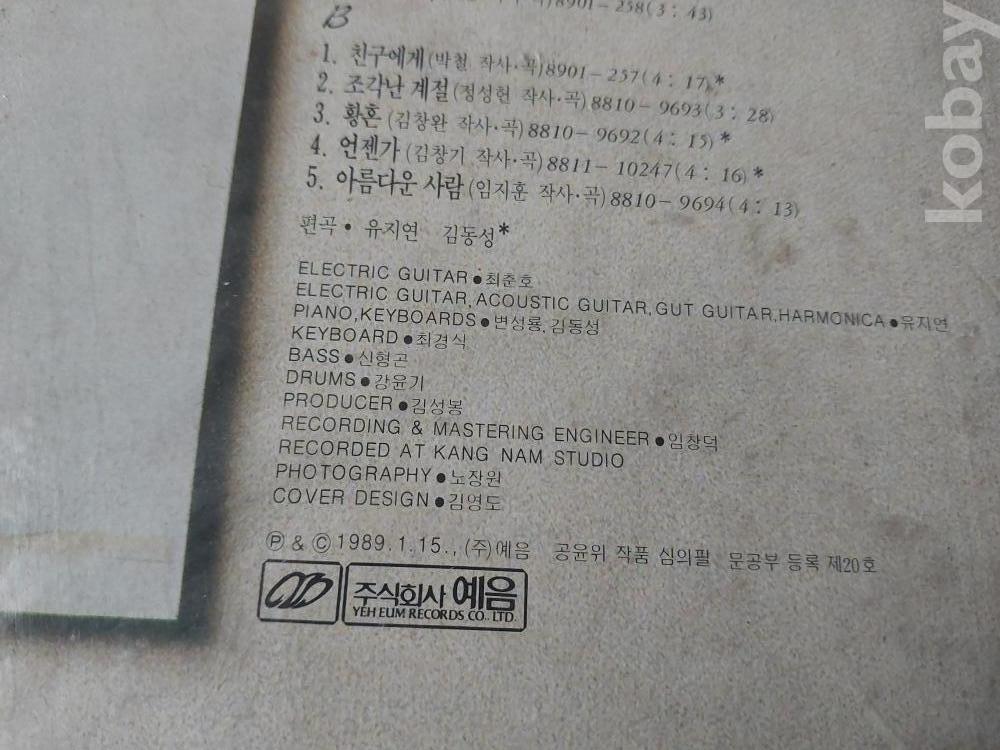 8901-258(3:43)
B
1. 친구에게(박철 작사·곡)8901-257(4:17)*
2. 조각난 계절(정성헌 작사·곡)8810-9693(3:28)
3. 황혼(김창완 작사·곡)8810-9692(4:15)*
4. 언젠가(김창기 작사·곡)8811-10247(4:16)*
5. 아름다운 사람(임지훈 작사·곡)8810-9694(4:13)
편곡·유지연 김동성*
ELECTRIC GUITAR●최춘호
ELECTRIC GUITAR,ACOUSTIC GUITAR,GUT GUITAR,HARMONICA●유지연
PIANO,KEYBOARDS●변성룡,김동성
KEYBOARD●최경식
BASS●신형곤
DRUMS●강윤기
PRODUCER●김성봉
RECORDING & MASTERING ENGINEER●임창덕
RECORDED AT KANG NAM STUDIO
PHOTOGRAPHY●노장원
COVER DESIGN●김영도
Ⓟ & Ⓒ 1989.1.15., (주)예음 공윤위 작품 심의필 문공부 등록 제20호
주식회사 예음
YEH EUM RECORDS CO., LTD.
kobay